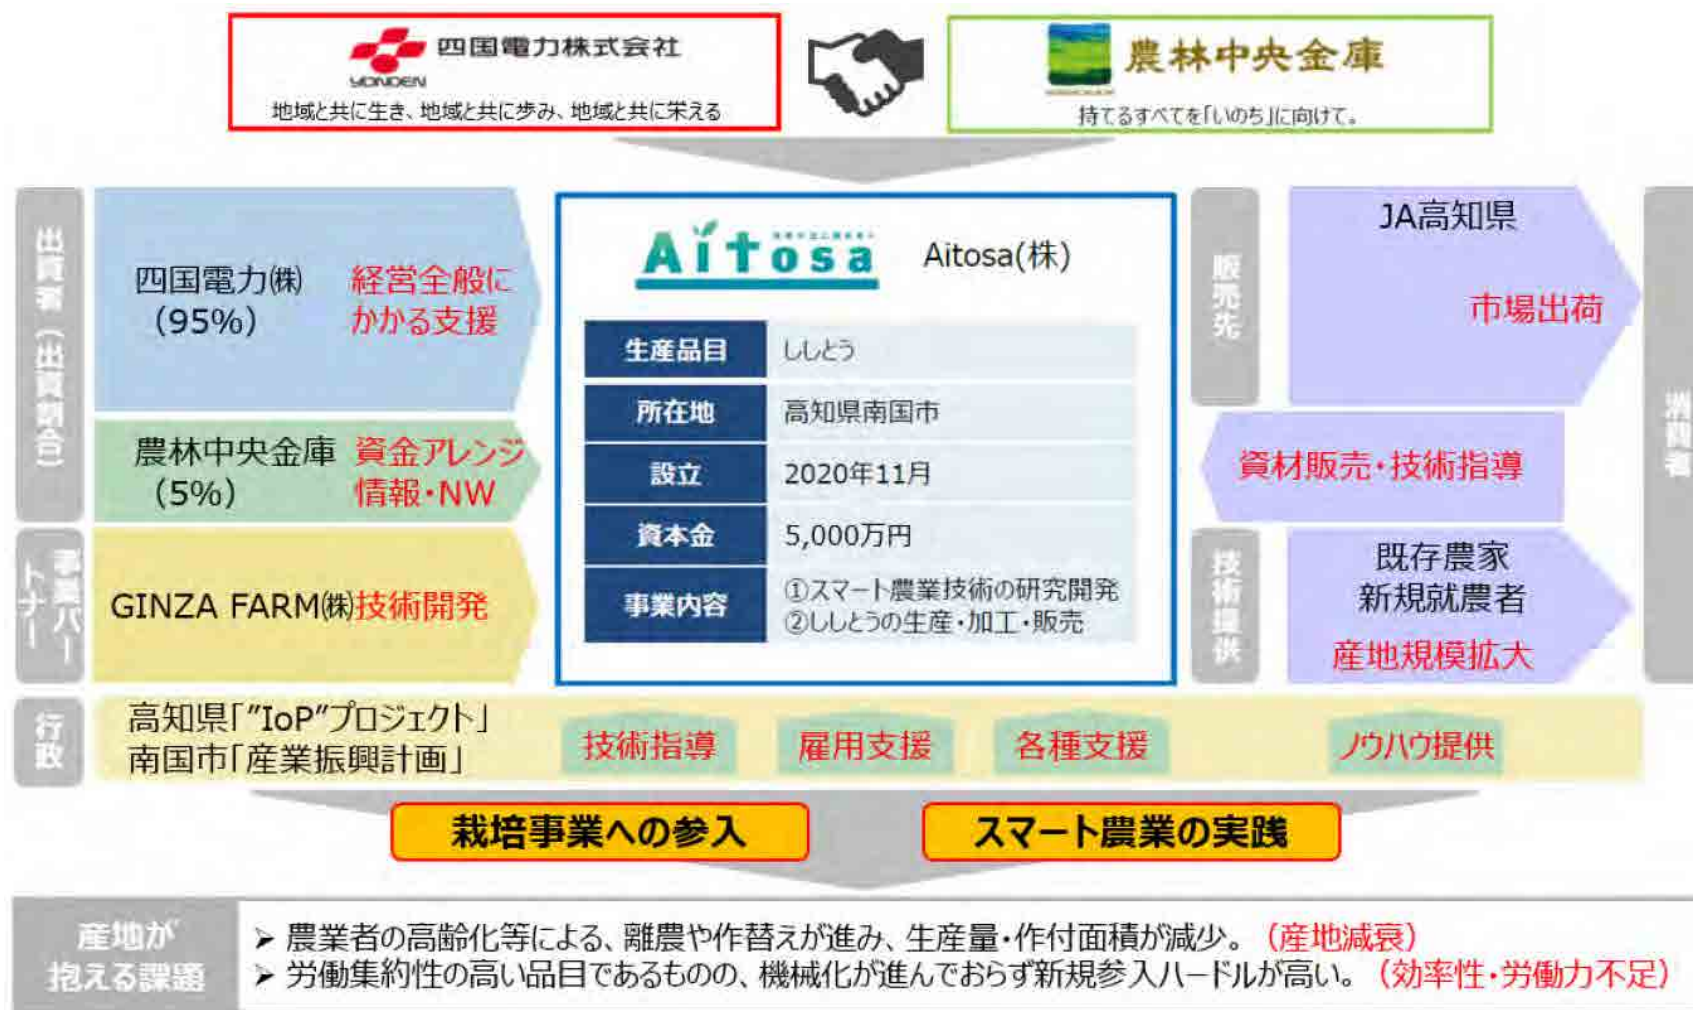 四国電力株式会社
YONDEN
地域と共に生き、地域と共に歩み、地域と共に栄える
農林中央金庫
持てるすべてを「いのち」に向けて。
出資者（出資割合）
四国電力㈱
（95%）
経営全般に
かかる支援
農林中央金庫
（5%）
資金アレンジ
情報・NW
事業パー
トナー
GINZA FARM㈱
技術開発
Aitosa
Aitosa(株)
生産品目
ししとう
所在地
高知県南国市
設立
2020年11月
資本金
5,000万円
事業内容
①スマート農業技術の研究開発
②ししとうの生産・加工・販売
販売先
JA高知県
市場出荷
資材販売・技術指導
技術提供
既存農家
新規就農者
産地規模拡大
消費者
行政
高知県「"IoP"プロジェクト」
南国市「産業振興計画」
技術指導
雇用支援
各種支援
ノウハウ提供
栽培事業への参入
スマート農業の実践
産地が
抱える課題
➢ 農業者の高齢化等による、離農や作替えが進み、生産量・作付面積が減少。（産地減衰）
➢ 労働集約性の高い品目であるものの、機械化が進んでおらず新規参入ハードルが高い。（効率性・労働力不足）